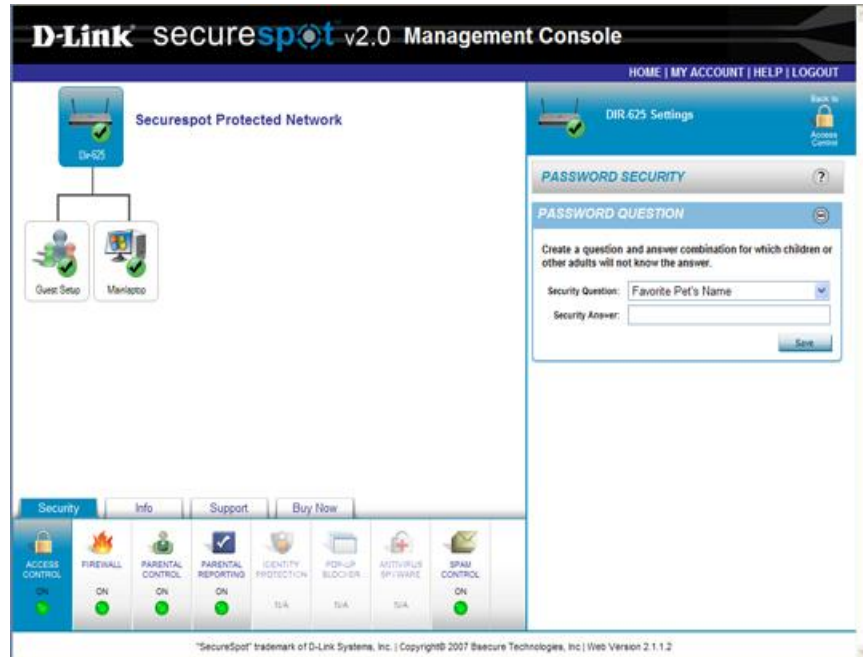 D-Link securespot v2.0 Management Console
HOME | MY ACCOUNT | HELP | LOGOUT
Dir-625
Securespot Protected Network
Guest Setup
Mainlaptop
DIR-625 Settings
Back to
Access
Control
PASSWORD SECURITY
?
PASSWORD QUESTION
Create a question and answer combination for which children or
other adults will not know the answer.
Security Question: Favorite Pet's Name
Security Answer:
Save
Security
Info
Support
Buy Now
ACCESS
CONTROL
ON
FIREWALL
ON
PARENTAL
CONTROL
ON
PARENTAL
REPORTING
ON
IDENTITY
PROTECTION
N/A
POP-UP
BLOCKER
N/A
ANTIVIRUS
SPYWARE
N/A
SPAM
CONTROL
ON
"SecureSpot" trademark of D-Link Systems, Inc. | Copyright© 2007 Bsecure Technologies, Inc | Web Version 2.1.1.2